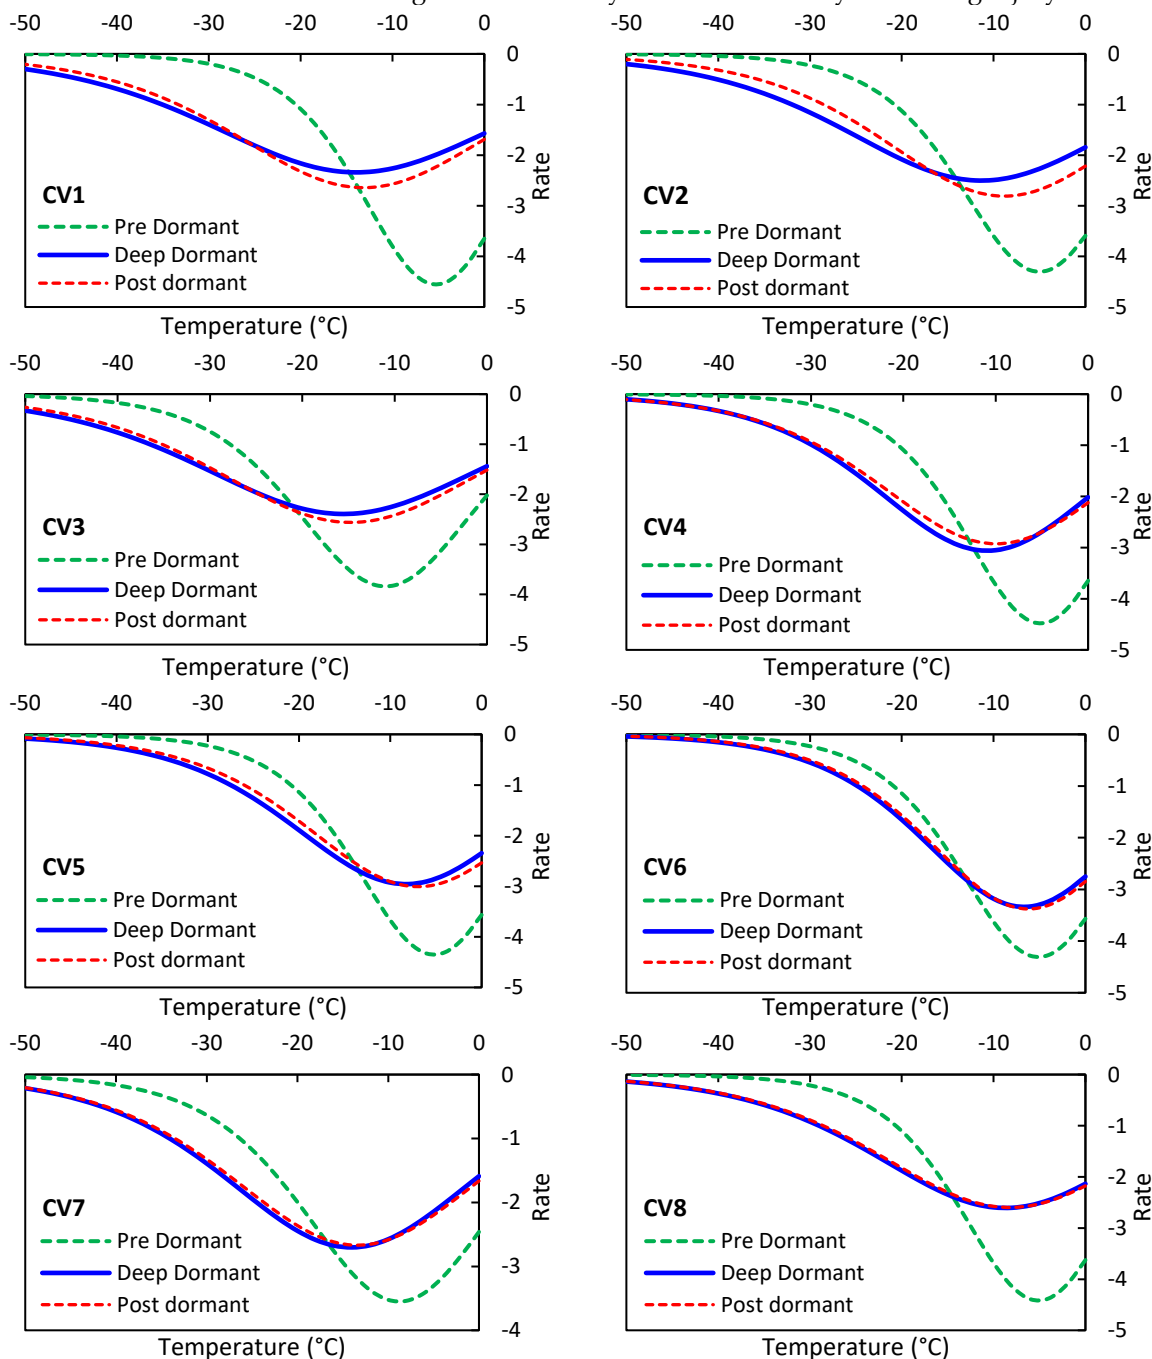 -50 -40 -30 -20 -10 0
0
-1
-2
-3
-4
-5
Rate
CV1
Pre Dormant
Deep Dormant
Post dormant
Temperature (°C)
-50 -40 -30 -20 -10 0
0
-1
-2
-3
-4
-5
Rate
CV2
Pre Dormant
Deep Dormant
Post dormant
Temperature (°C)
-50 -40 -30 -20 -10 0
0
-1
-2
-3
-4
-5
Rate
CV3
Pre Dormant
Deep Dormant
Post dormant
Temperature (°C)
-50 -40 -30 -20 -10 0
0
-1
-2
-3
-4
-5
Rate
CV4
Pre Dormant
Deep Dormant
Post dormant
Temperature (°C)
-50 -40 -30 -20 -10 0
0
-1
-2
-3
-4
-5
Rate
CV5
Pre Dormant
Deep Dormant
Post dormant
Temperature (°C)
-50 -40 -30 -20 -10 0
0
-1
-2
-3
-4
-5
Rate
CV6
Pre Dormant
Deep Dormant
Post dormant
Temperature (°C)
-50 -40 -30 -20 -10 0
0
-1
-2
-3
-4
Rate
CV7
Pre Dormant
Deep Dormant
Post dormant
Temperature (°C)
-50 -40 -30 -20 -10 0
0
-1
-2
-3
-4
-5
Rate
CV8
Pre Dormant
Deep Dormant
Post dormant
Temperature (°C)